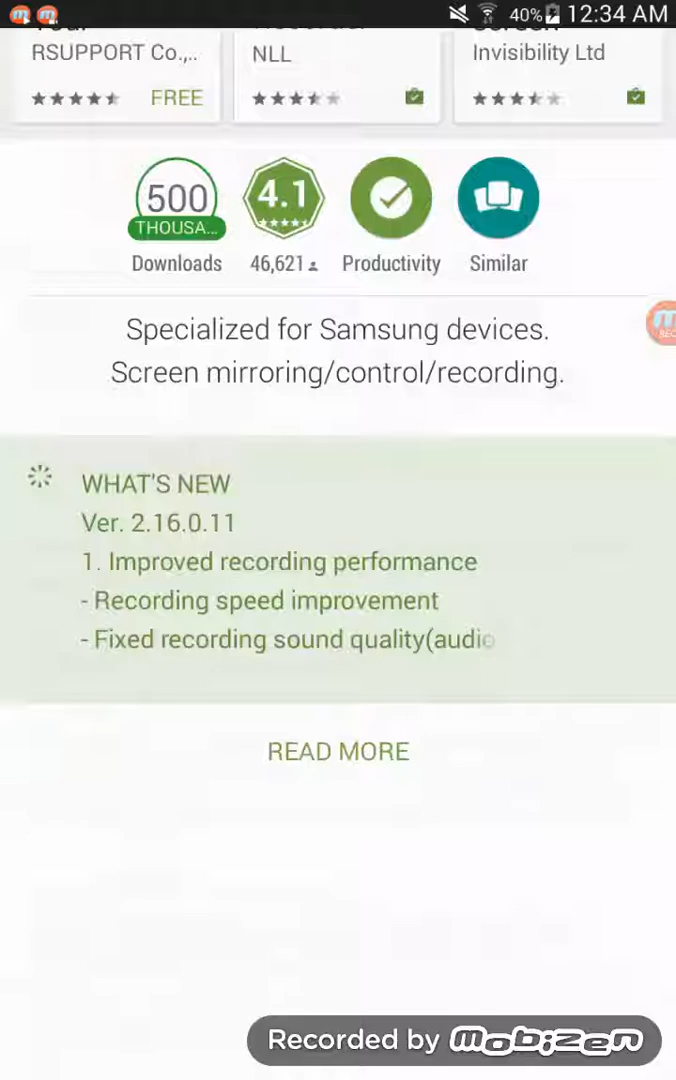 40% 12:34 AM
RSUPPORT Co.,..
NLL
Invisibility Ltd
FREE
500
THOUSA...
4.1
Downloads
46,621
Productivity
Similar
Specialized for Samsung devices.
Screen mirroring/control/recording.
REC
WHAT'S NEW
Ver. 2.16.0.11
1. Improved recording performance
- Recording speed improvement
- Fixed recording sound quality(audio
READ MORE
Recorded by mobizen